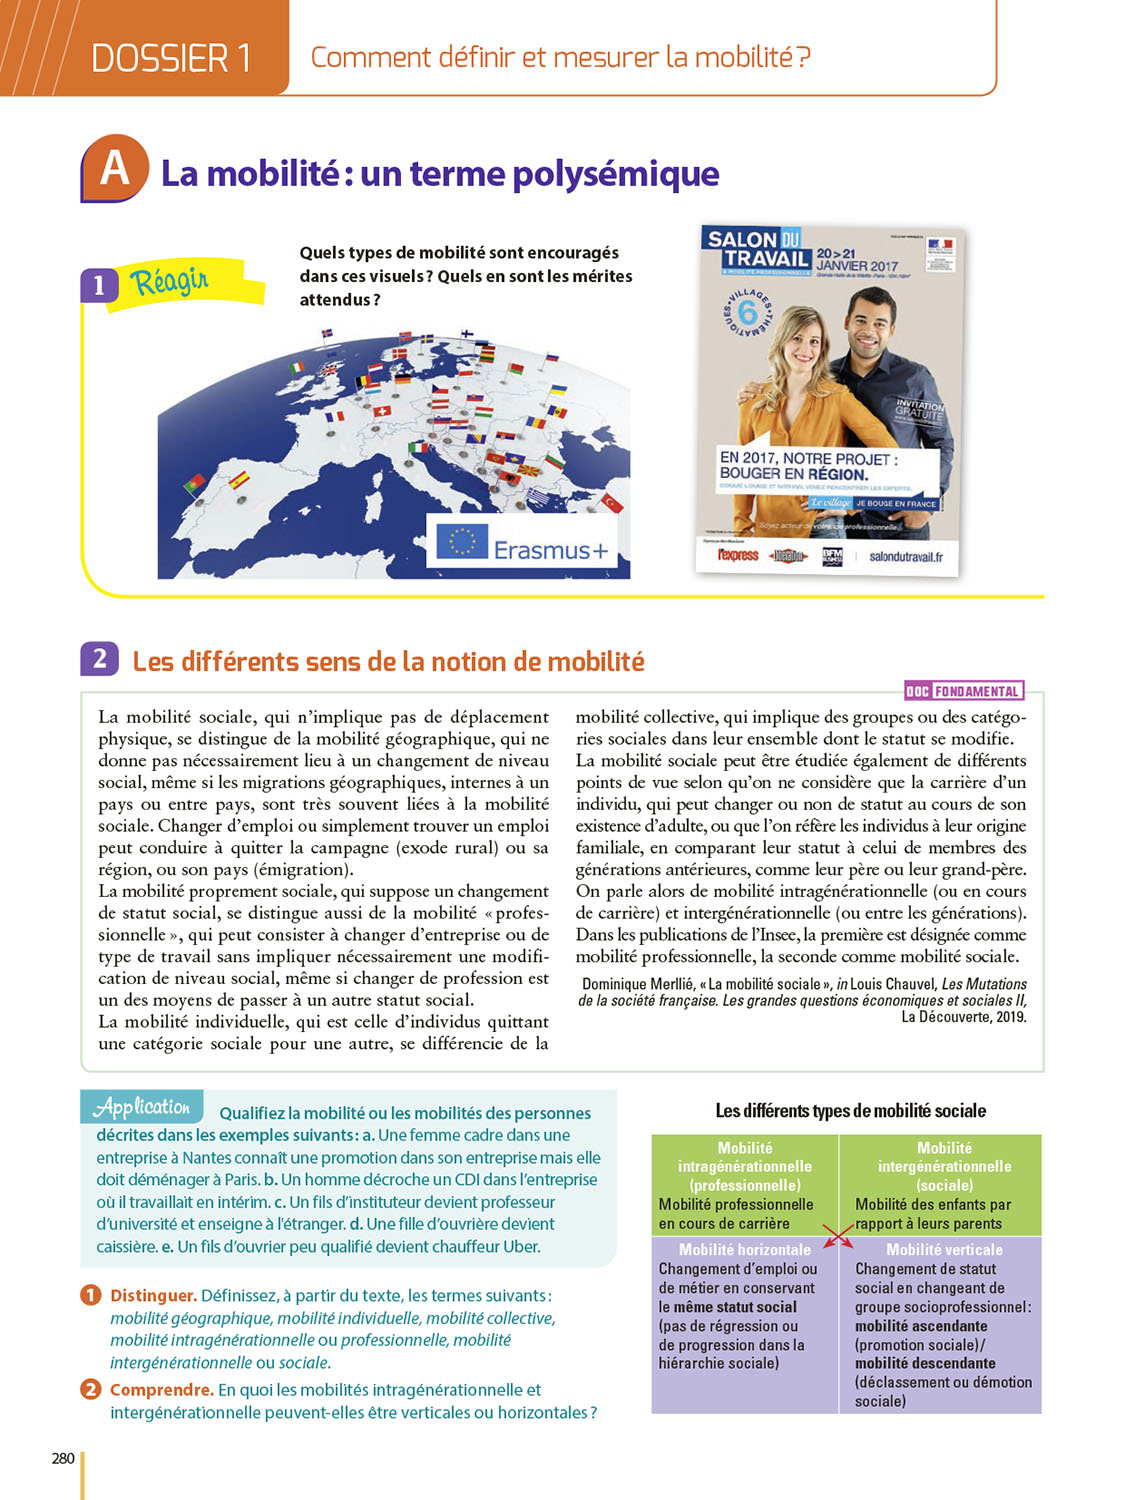 DOSSIER 1
Comment définir et mesurer la mobilité ?
A
La mobilité : un terme polysémique
1
Réagir
Quels types de mobilité sont encouragés
dans ces visuels ? Quels en sont les mérites
attendus ?
Erasmus+
SALON DU
TRAVAIL
& MOBILITÉ PROFESSIONNELLE
20>21
JANVIER 2017
6
VILLAGES
THÉMATIQUES
INVITATION
GRATUITE
EN 2017, NOTRE PROJET :
BOUGER EN RÉGION.
COMME LOUISE ET NATHAN, VENEZ RENCONTRER LES EXPERTS.
Le village JE BOUGE EN FRANCE
Soyez acteur de votre vie professionnelle...
l'express
Libération
BFM
salondutravail.fr
2
Les différents sens de la notion de mobilité
DOC FONDAMENTAL
La mobilité sociale, qui n'implique pas de déplacement
physique, se distingue de la mobilité géographique, qui ne
donne pas nécessairement lieu à un changement de niveau
social, même si les migrations géographiques, internes à un
pays ou entre pays, sont très souvent liées à la mobilité
sociale. Changer d'emploi ou simplement trouver un emploi
peut conduire à quitter la campagne (exode rural) ou sa
région, ou son pays (émigration).
La mobilité proprement sociale, qui suppose un changement
de statut social, se distingue aussi de la mobilité « profes-
sionnelle », qui peut consister à changer d'entreprise ou de
type de travail sans impliquer nécessairement une modifi-
cation de niveau social, même si changer de profession est
un des moyens de passer à un autre statut social.
La mobilité individuelle, qui est celle d'individus quittant
une catégorie sociale pour une autre, se différencie de la
mobilité collective, qui implique des groupes ou des catégo-
ries sociales dans leur ensemble dont le statut se modifie.
La mobilité sociale peut être étudiée également de différents
points de vue selon qu'on ne considère que la carrière d'un
individu, qui peut changer ou non de statut au cours de son
existence d'adulte, ou que l'on réfère les individus à leur origine
familiale, en comparant leur statut à celui de membres des
générations antérieures, comme leur père ou leur grand-père.
On parle alors de mobilité intragénérationnelle (ou en cours
de carrière) et intergénérationnelle (ou entre les générations).
Dans les publications de l'Insee, la première est désignée comme
mobilité professionnelle, la seconde comme mobilité sociale.
Dominique Merllié, « La mobilité sociale », in Louis Chauvel, Les Mutations
de la société française. Les grandes questions économiques et sociales II,
La Découverte, 2019.
Application
Qualifiez la mobilité ou les mobilités des personnes
décrites dans les exemples suivants : a. Une femme cadre dans une
entreprise à Nantes connaît une promotion dans son entreprise mais elle
doit déménager à Paris. b. Un homme décroche un CDI dans l'entreprise
où il travaillait en intérim. c. Un fils d'instituteur devient professeur
d'université et enseigne à l'étranger. d. Une fille d'ouvrière devient
caissière. e. Un fils d'ouvrier peu qualifié devient chauffeur Uber.
1 Distinguer. Définissez, à partir du texte, les termes suivants :
mobilité géographique, mobilité individuelle, mobilité collective,
mobilité intragénérationnelle ou professionnelle, mobilité
intergénérationnelle ou sociale.
2 Comprendre. En quoi les mobilités intragénérationnelle et
intergénérationnelle peuvent-elles être verticales ou horizontales ?
Les différents types de mobilité sociale
Mobilité
intragénérationnelle
(professionnelle)
Mobilité professionnelle
en cours de carrière
Mobilité
intergénérationnelle
(sociale)
Mobilité des enfants par
rapport à leurs parents
Mobilité horizontale
Changement d'emploi ou
de métier en conservant
le même statut social
(pas de régression ou
de progression dans la
hiérarchie sociale)
Mobilité verticale
Changement de statut
social en changeant de
groupe socioprofessionnel :
mobilité ascendante
(promotion sociale)/
mobilité descendante
(déclassement ou démotion
sociale)
280